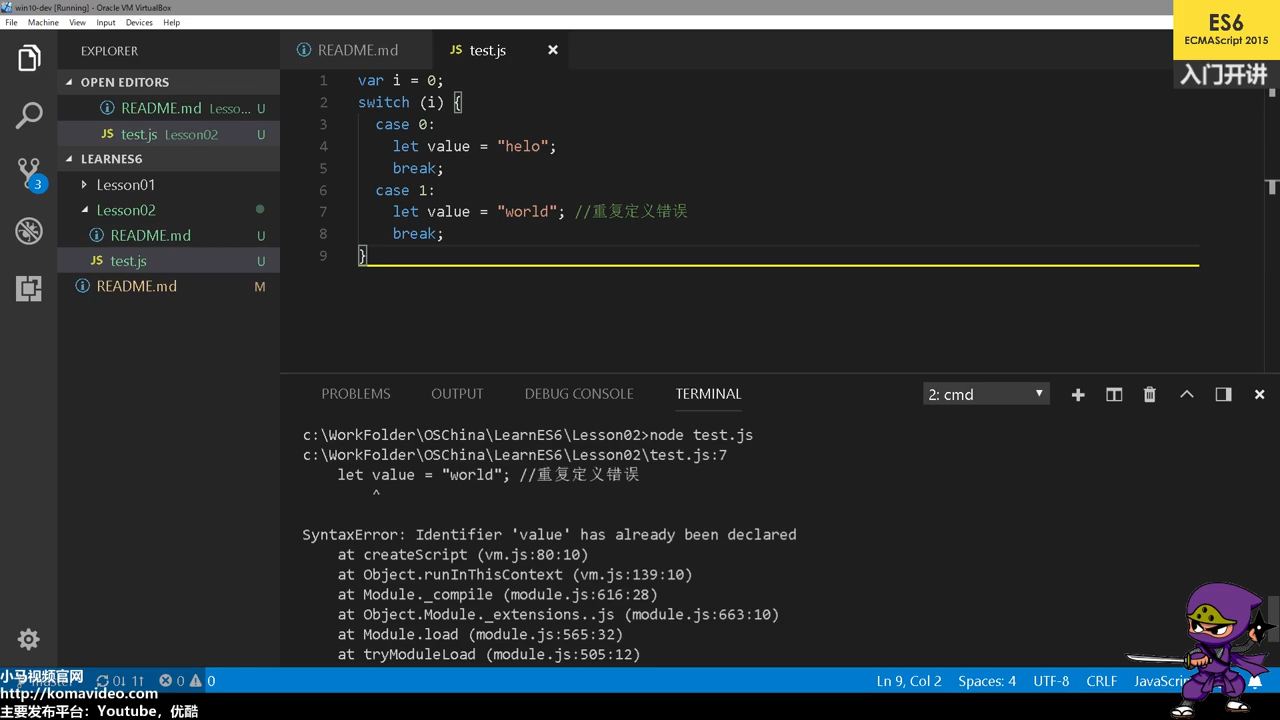 win10-dev [Running] - Oracle VM VirtualBox
File Machine View Input Devices Help
ES6
ECMAScript 2015
入门开讲
EXPLORER
README.md
JS test.js
OPEN EDITORS
README.md Lesso... U
JS test.js Lesson02 U
LEARNES6
Lesson01
Lesson02
README.md U
JS test.js U
README.md M
3
1 var i = 0;
2 switch (i) {
3 case 0:
4 let value = "helo";
5 break;
6 case 1:
7 let value = "world"; //重复定义错误
8 break;
9 }
PROBLEMS OUTPUT DEBUG CONSOLE TERMINAL 2: cmd
c:\WorkFolder\OSChina\LearnES6\Lesson02>node test.js
c:\WorkFolder\OSChina\LearnES6\Lesson02\test.js:7
let value = "world"; //重复定义错误
^
SyntaxError: Identifier 'value' has already been declared
at createScript (vm.js:80:10)
at Object.runInThisContext (vm.js:139:10)
at Module._compile (module.js:616:28)
at Object.Module._extensions..js (module.js:663:10)
at Module.load (module.js:565:32)
at tryModuleLoad (module.js:505:12)
小马视频官网
http://komavideo.com
主要发布平台：Youtube，优酷
0↓ 1↑ 0 0
Ln 9, Col 2 Spaces: 4 UTF-8 CRLF